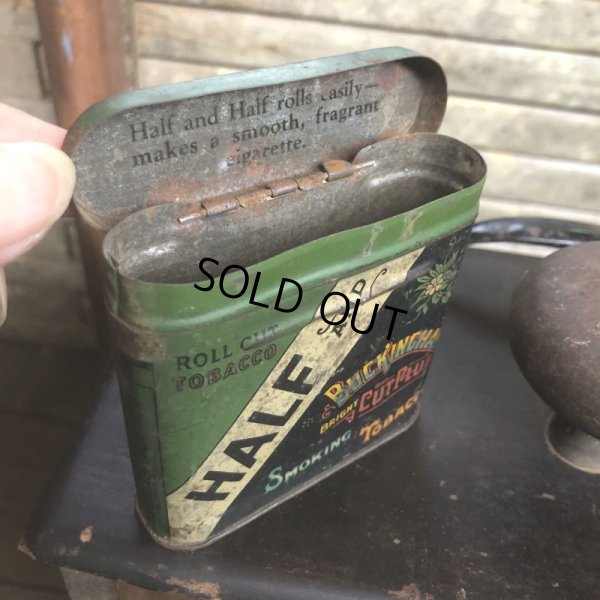 Half and Half rolls easily—
makes a smooth, fragrant
cigarette.
SOLD OUT
ROLL CUT
TOBACCO
HALF AND
BUCKINGHAM
BRIGHT CUT PLUG
SMOKING TOBACCO